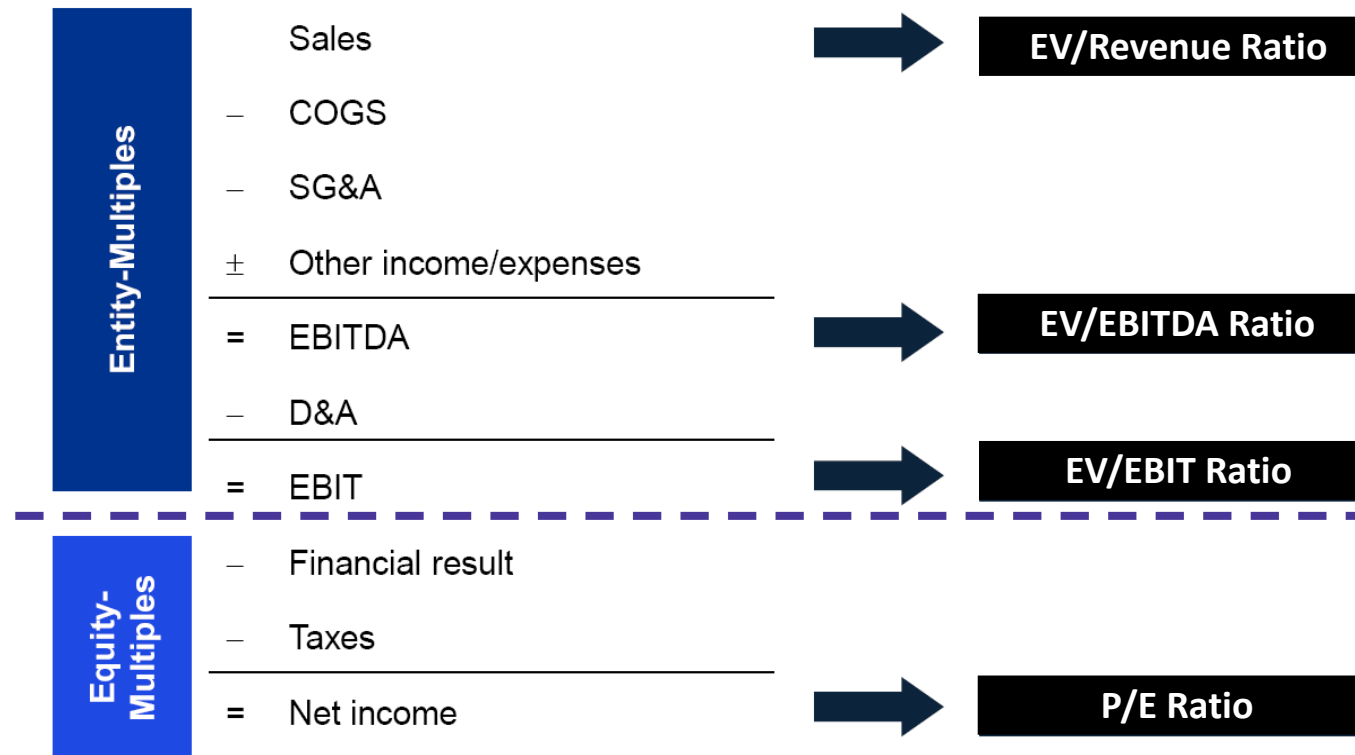 Entity-Multiples
Sales
EV/Revenue Ratio
– COGS
– SG&A
± Other income/expenses
= EBITDA
EV/EBITDA Ratio
– D&A
= EBIT
EV/EBIT Ratio
Equity-
Multiples
– Financial result
– Taxes
= Net income
P/E Ratio